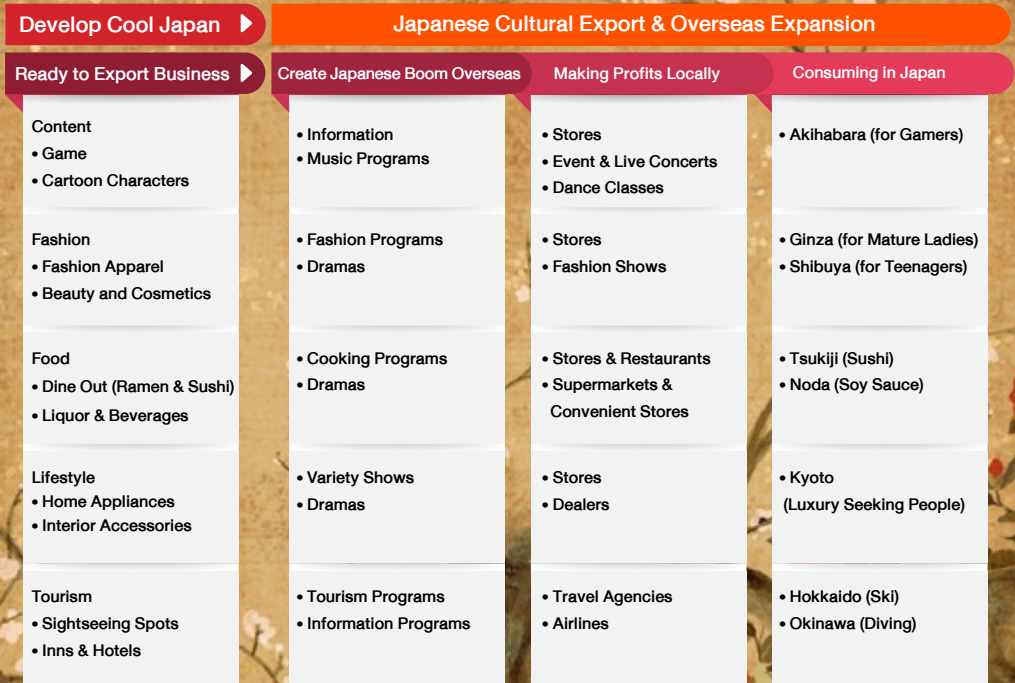 Develop Cool Japan
Japanese Cultural Export & Overseas Expansion
Ready to Export Business
Create Japanese Boom Overseas
Making Profits Locally
Consuming in Japan
Content
• Game
• Cartoon Characters
• Information
• Music Programs
• Stores
• Event & Live Concerts
• Dance Classes
• Akihabara (for Gamers)
Fashion
• Fashion Apparel
• Beauty and Cosmetics
• Fashion Programs
• Dramas
• Stores
• Fashion Shows
• Ginza (for Mature Ladies)
• Shibuya (for Teenagers)
Food
• Dine Out (Ramen & Sushi)
• Liquor & Beverages
• Cooking Programs
• Dramas
• Stores & Restaurants
• Supermarkets &
Convenient Stores
• Tsukiji (Sushi)
• Noda (Soy Sauce)
Lifestyle
• Home Appliances
• Interior Accessories
• Variety Shows
• Dramas
• Stores
• Dealers
• Kyoto
(Luxury Seeking People)
Tourism
• Sightseeing Spots
• Inns & Hotels
• Tourism Programs
• Information Programs
• Travel Agencies
• Airlines
• Hokkaido (Ski)
• Okinawa (Diving)